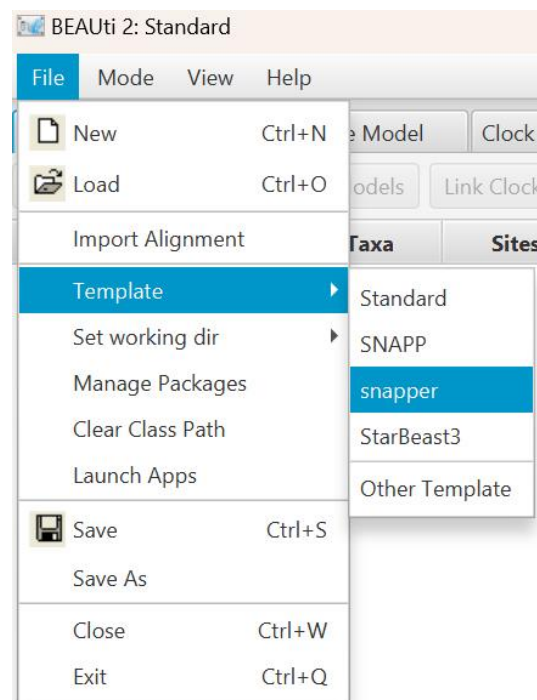 BEAUti 2: Standard
File Mode View Help
New Ctrl+N
Load Ctrl+O
Import Alignment
Template
Set working dir
Manage Packages
Clear Class Path
Launch Apps
Save Ctrl+S
Save As
Close Ctrl+W
Exit Ctrl+Q
Model Clock
Link Clock
Taxa Sites
Standard
SNAPP
snapper
StarBeast3
Other Template